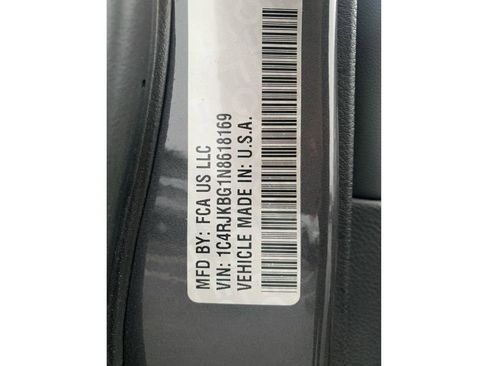 MFD BY: FCA US LLC
VIN: 1C4RJKBG1N8618169
VEHICLE MADE IN: U.S.A.